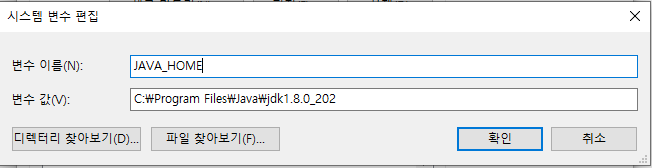 시스템 변수 편집
변수 이름(N): JAVA_HOME
변수 값(V): C:₩Program Files₩Java₩jdk1.8.0_202
디렉터리 찾아보기(D)... 파일 찾아보기(F)... 확인 취소